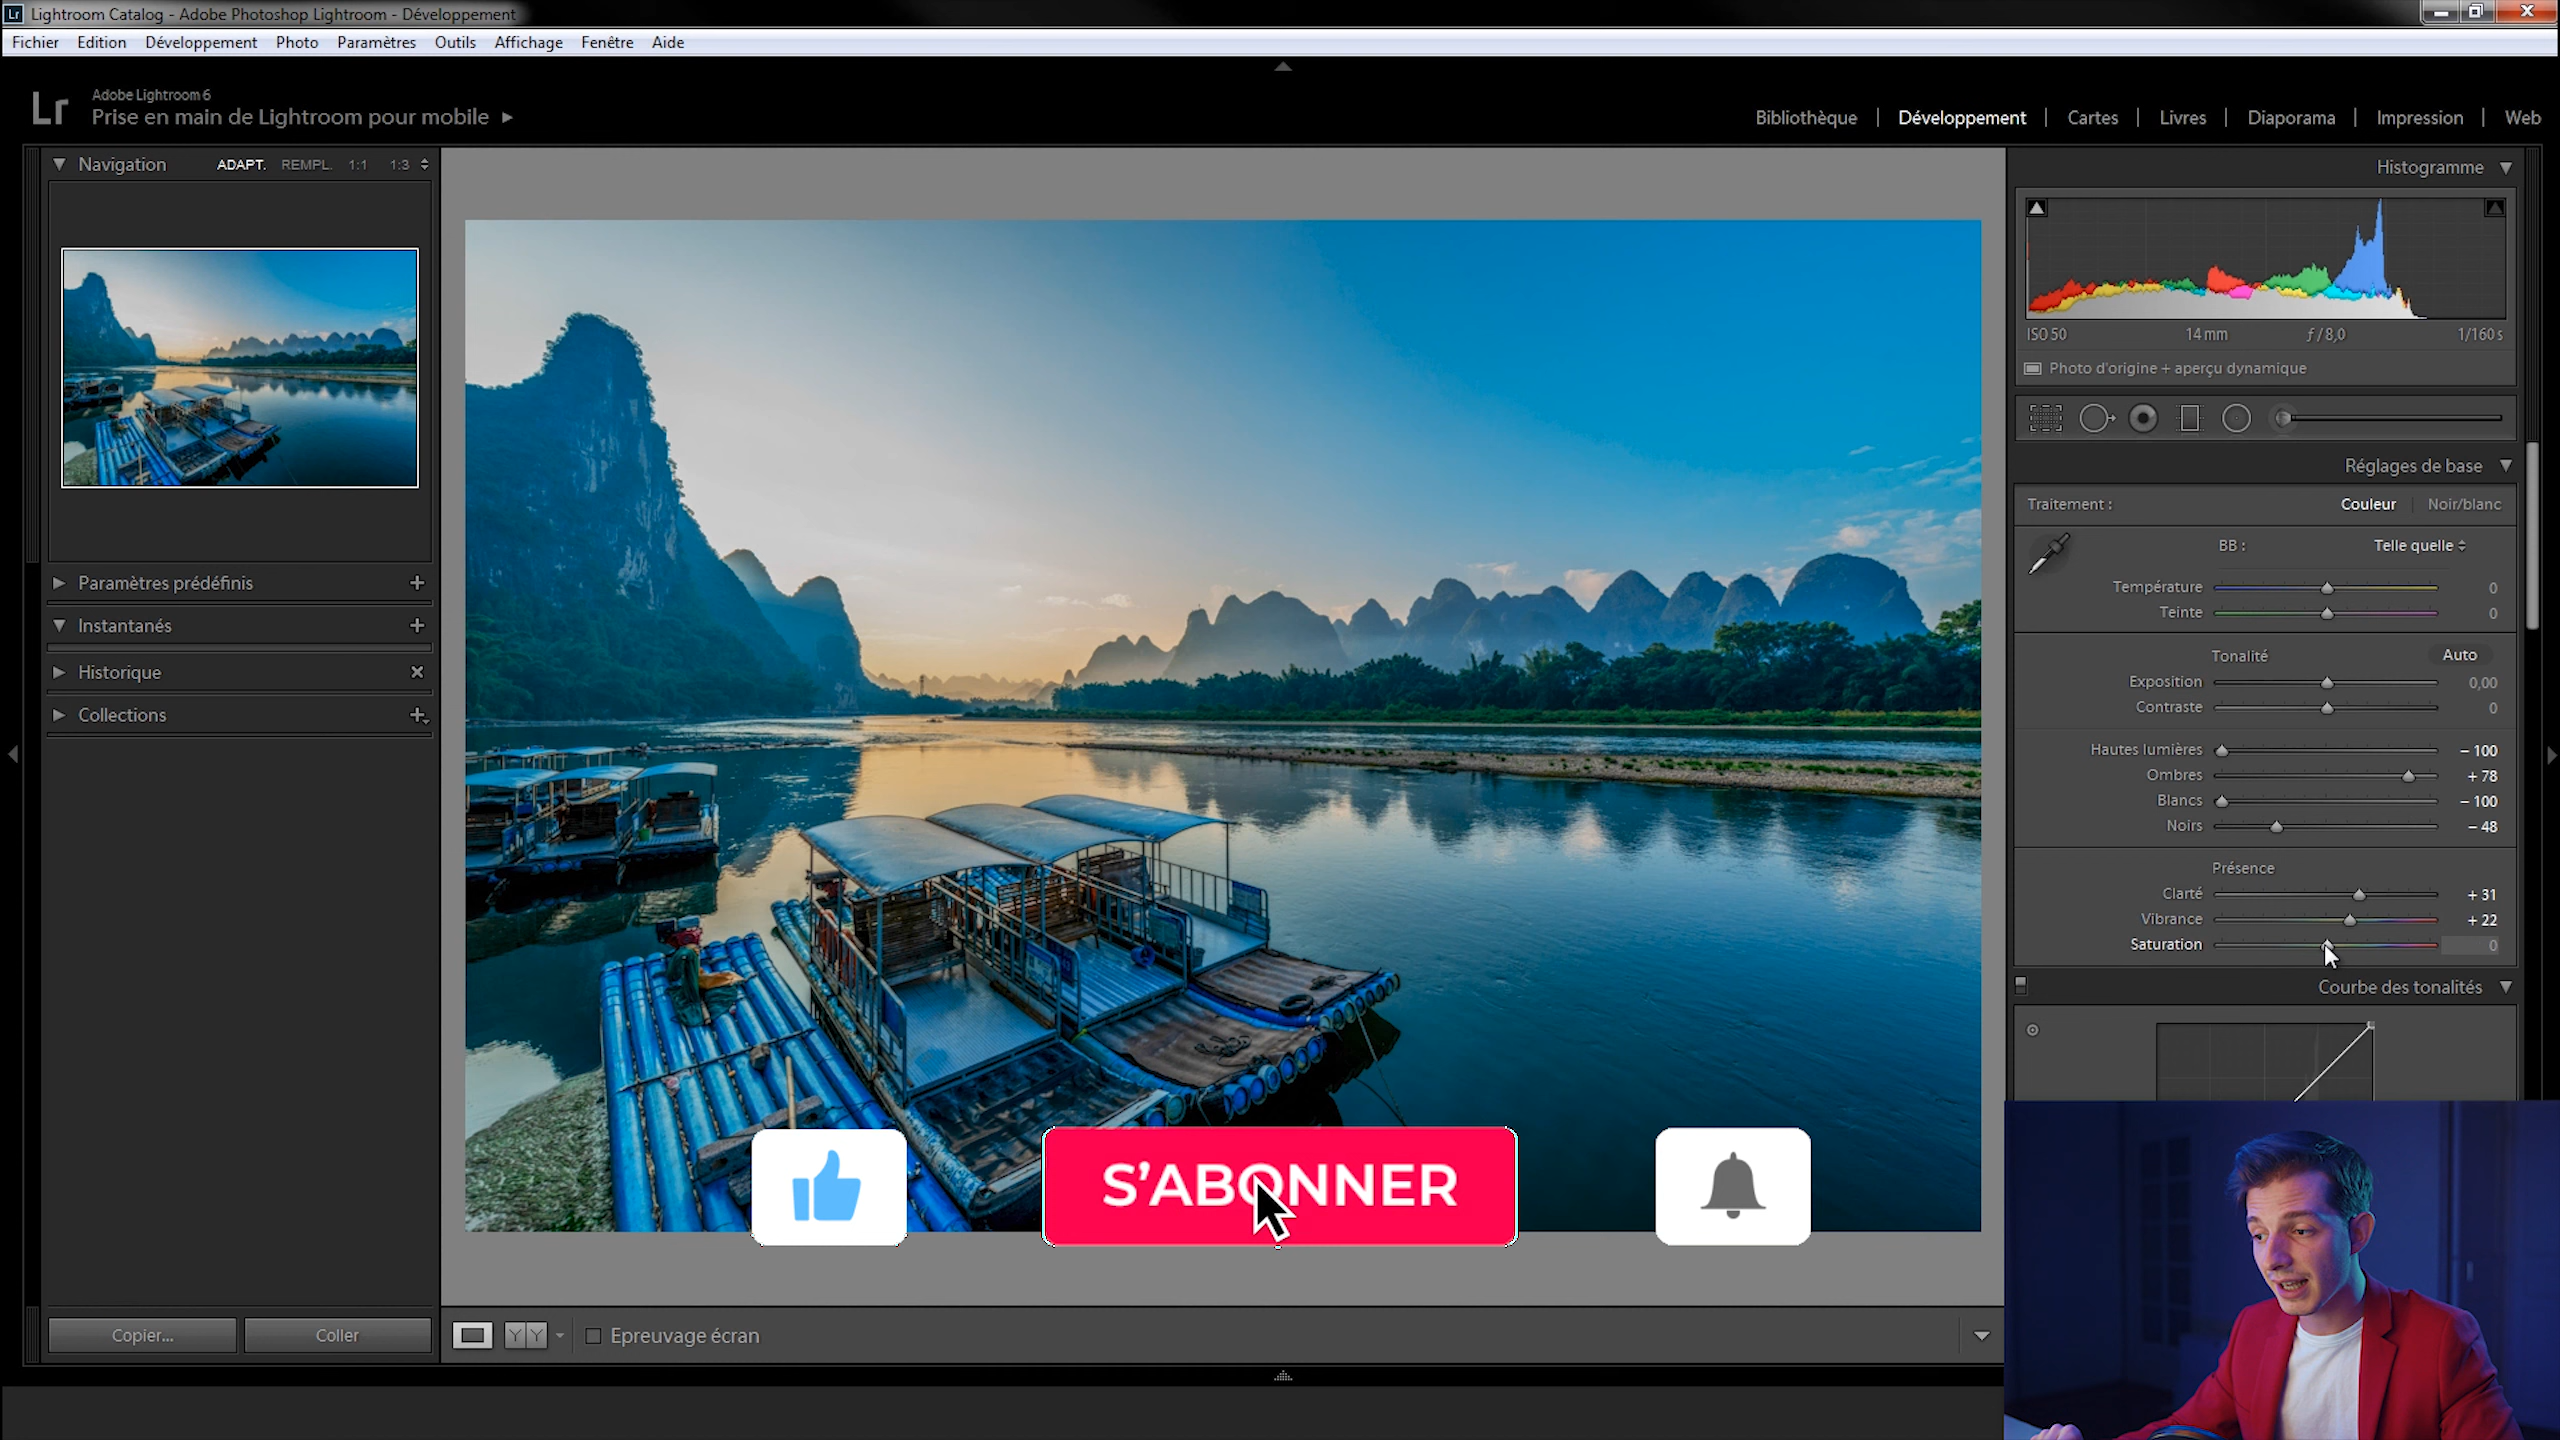 Lightroom Catalog - Adobe Photoshop Lightroom - Développement
Fichier Edition Développement Photo Paramètres Outils Affichage Fenêtre Aide
Lr
Adobe Lightroom 6
Prise en main de Lightroom pour mobile
Bibliothèque | Développement | Cartes | Livres | Diaporama | Impression | Web
Navigation ADAPT. REMPL. 1:1 1:3
Paramètres prédéfinis
Instantanés
Historique
Collections
Copier... Coller
Epreuvage écran
S'ABONNER
Histogramme
ISO 50 14 mm ƒ / 8,0 1/160 s
Photo d'origine + aperçu dynamique
Réglages de base
Traitement : Couleur Noir/blanc
BB : Telle quelle
Température 0
Teinte 0
Tonalité Auto
Exposition 0,00
Contraste 0
Hautes lumières – 100
Ombres + 78
Blancs – 100
Noirs – 48
Présence
Clarté + 31
Vibrance + 22
Saturation 0
Courbe des tonalités